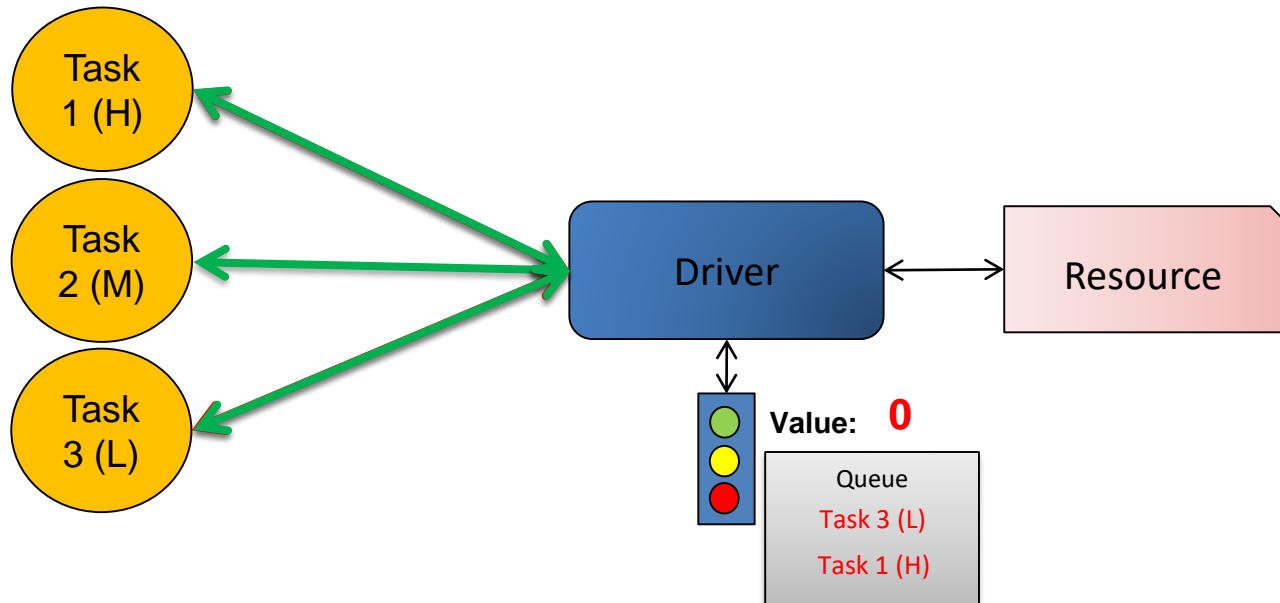 Task
1 (H)
Task
2 (M)
Task
3 (L)
Driver
Resource
Value: 0
Queue
Task 3 (L)
Task 1 (H)